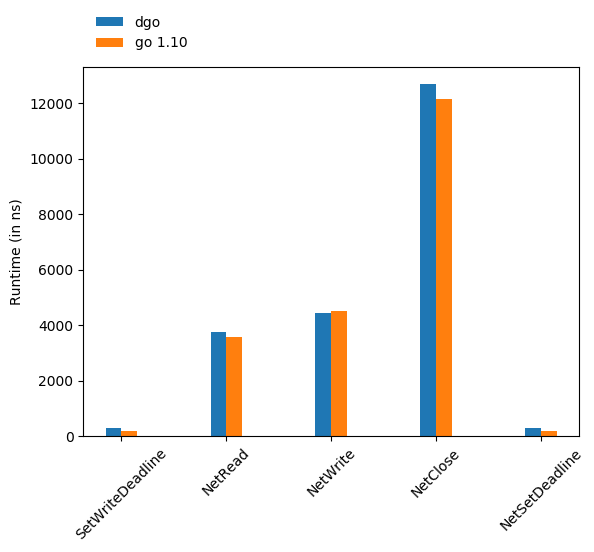 dgo
go 1.10
Runtime (in ns)
12000
10000
8000
6000
4000
2000
0
SetWriteDeadline
NetRead
NetWrite
NetClose
NetSetDeadline